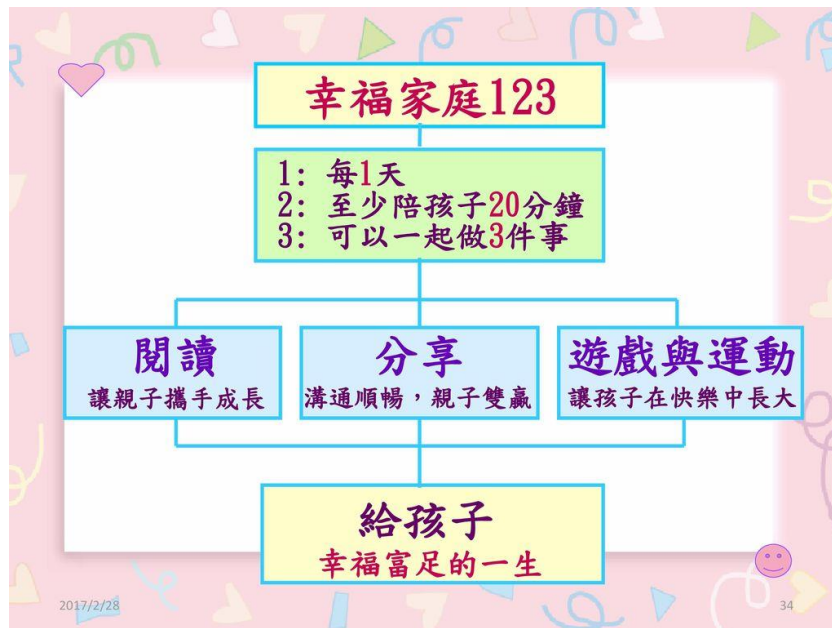 幸福家庭123
1: 每1天
2: 至少陪孩子20分鐘
3: 可以一起做3件事
閱讀
讓親子攜手成長
分享
溝通順暢，親子雙贏
遊戲與運動
讓孩子在快樂中長大
給孩子
幸福富足的一生
2017/2/28
34